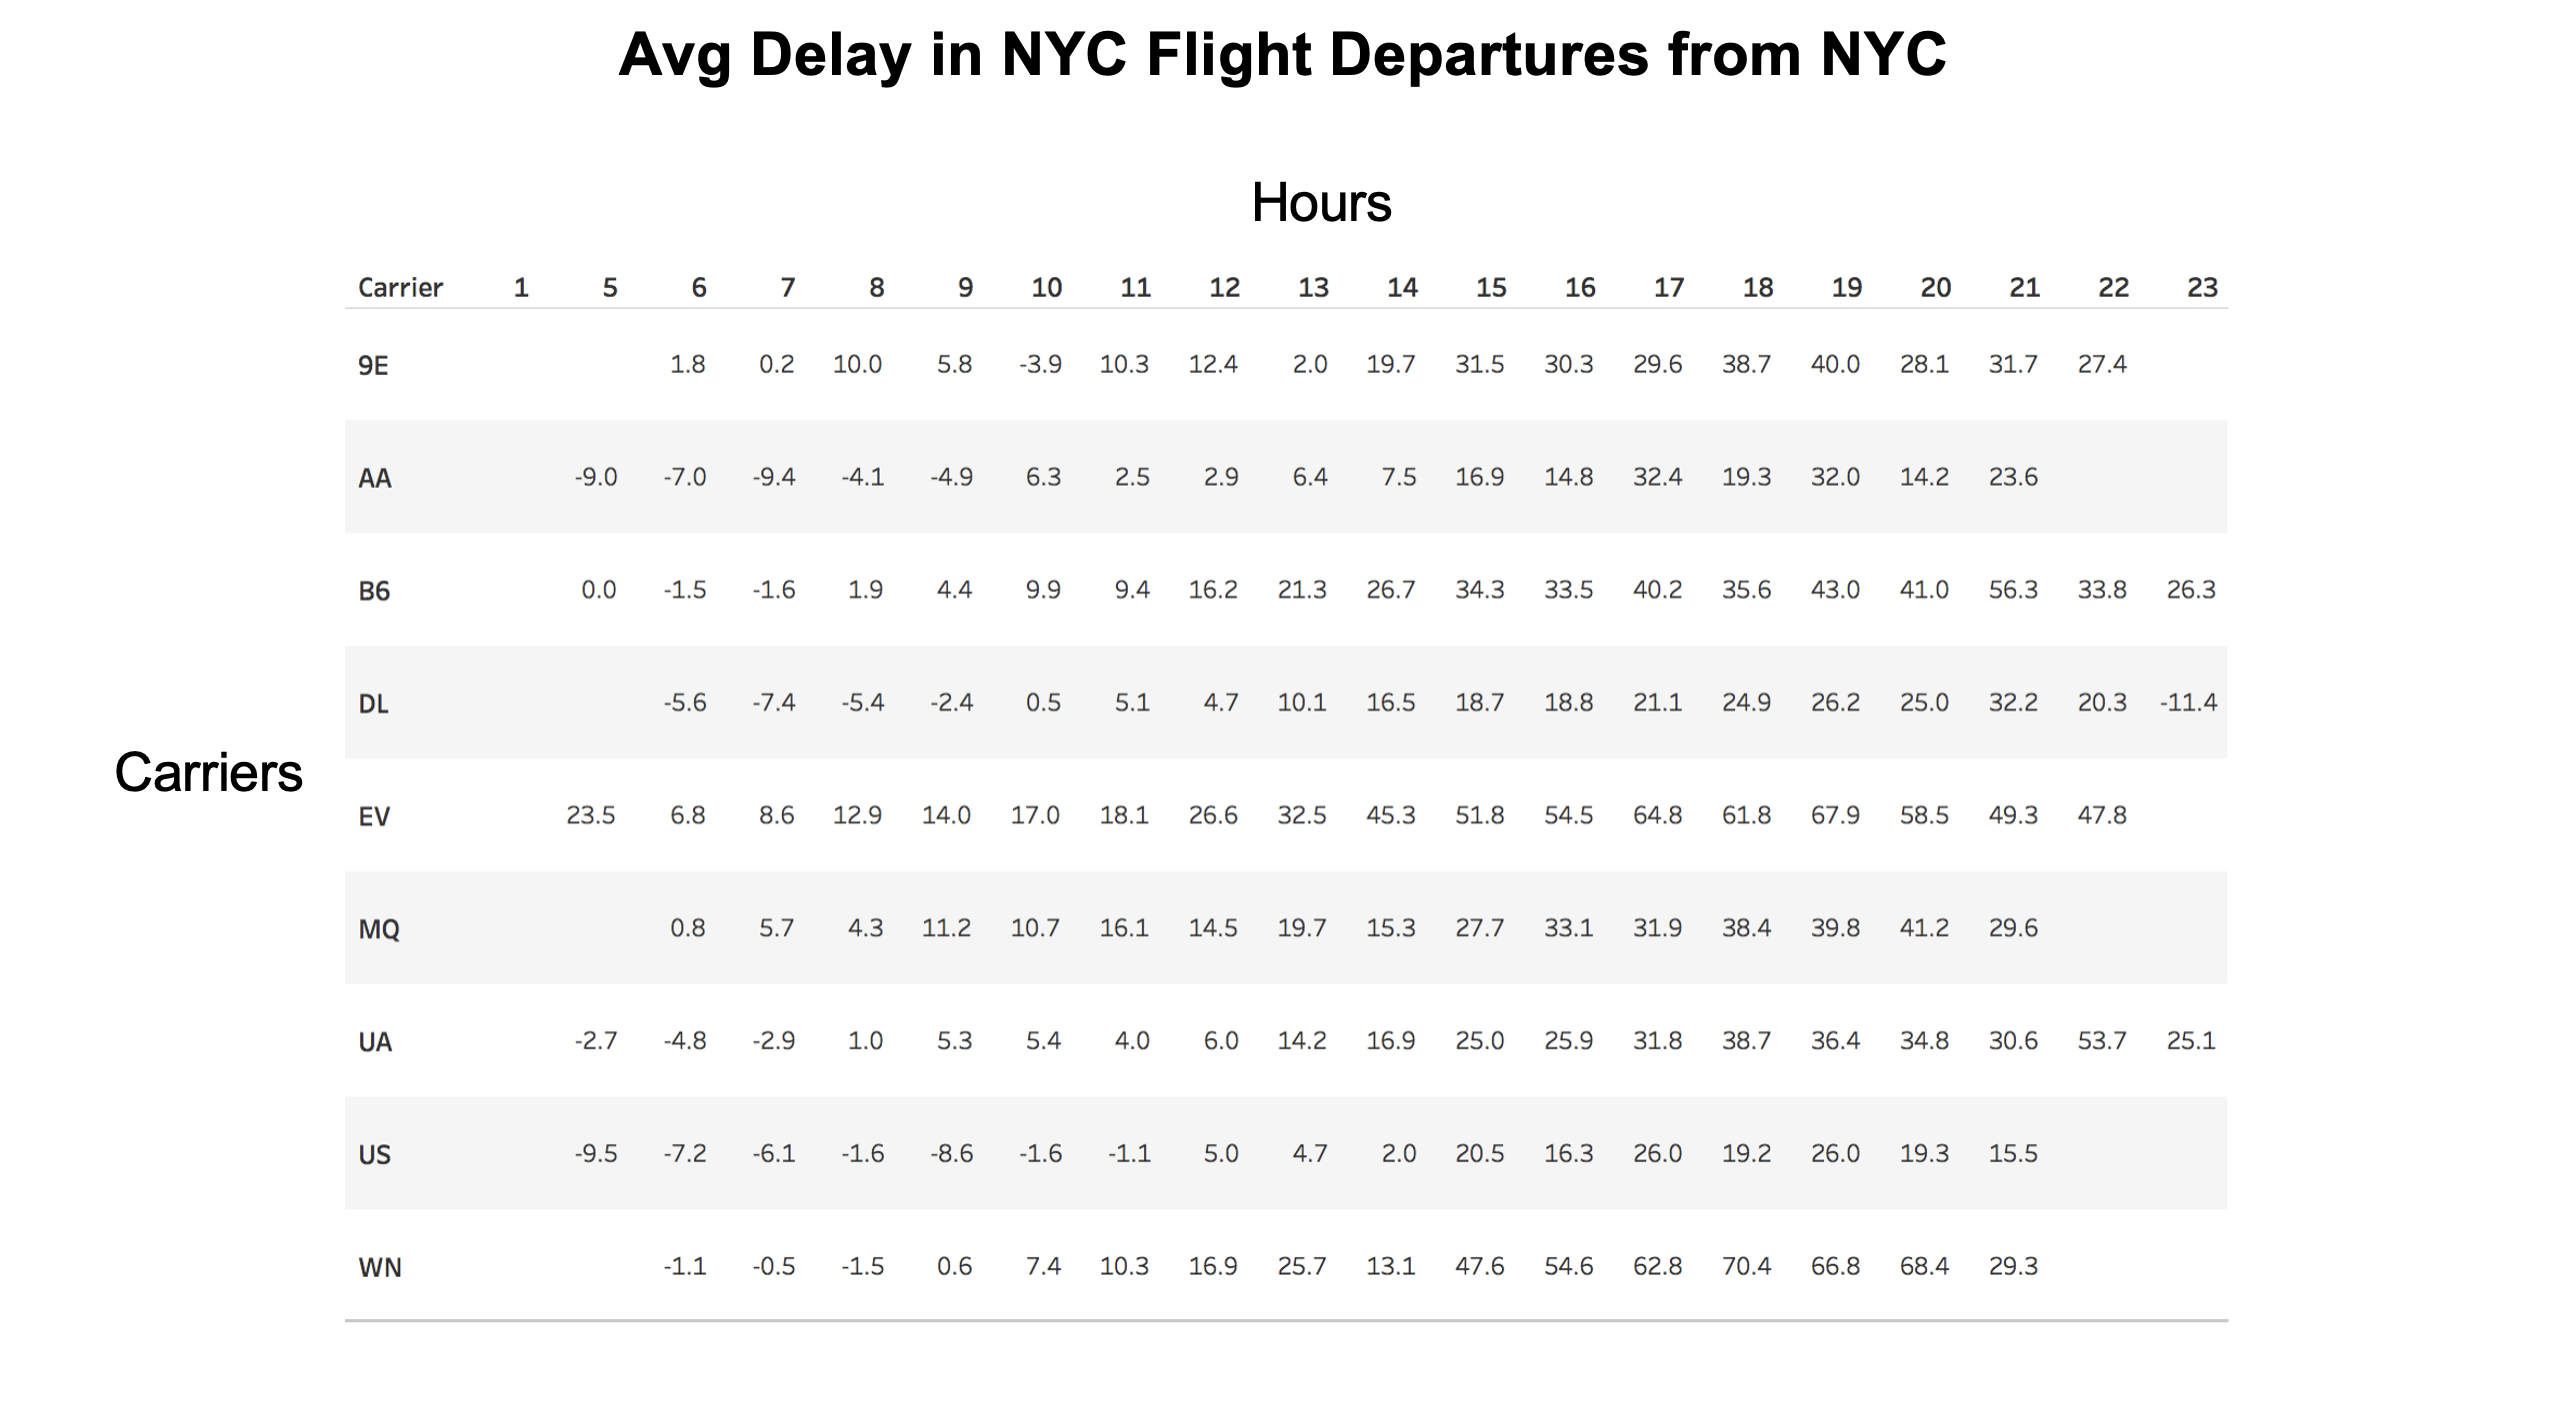 Avg Delay in NYC Flight Departures from NYC
Hours
Carrier 1 5 6 7 8 9 10 11 12 13 14 15 16 17 18 19 20 21 22 23
9E 1.8 0.2 10.0 5.8 -3.9 10.3 12.4 2.0 19.7 31.5 30.3 29.6 38.7 40.0 28.1 31.7 27.4
AA -9.0 -7.0 -9.4 -4.1 -4.9 6.3 2.5 2.9 6.4 7.5 16.9 14.8 32.4 19.3 32.0 14.2 23.6
B6 0.0 -1.5 -1.6 1.9 4.4 9.9 9.4 16.2 21.3 26.7 34.3 33.5 40.2 35.6 43.0 41.0 56.3 33.8 26.3
DL -5.6 -7.4 -5.4 -2.4 0.5 5.1 4.7 10.1 16.5 18.7 18.8 21.1 24.9 26.2 25.0 32.2 20.3 -11.4
Carriers
EV 23.5 6.8 8.6 12.9 14.0 17.0 18.1 26.6 32.5 45.3 51.8 54.5 64.8 61.8 67.9 58.5 49.3 47.8
MQ 0.8 5.7 4.3 11.2 10.7 16.1 14.5 19.7 15.3 27.7 33.1 31.9 38.4 39.8 41.2 29.6
UA -2.7 -4.8 -2.9 1.0 5.3 5.4 4.0 6.0 14.2 16.9 25.0 25.9 31.8 38.7 36.4 34.8 30.6 53.7 25.1
US -9.5 -7.2 -6.1 -1.6 -8.6 -1.6 -1.1 5.0 4.7 2.0 20.5 16.3 26.0 19.2 26.0 19.3 15.5
WN -1.1 -0.5 -1.5 0.6 7.4 10.3 16.9 25.7 13.1 47.6 54.6 62.8 70.4 66.8 68.4 29.3